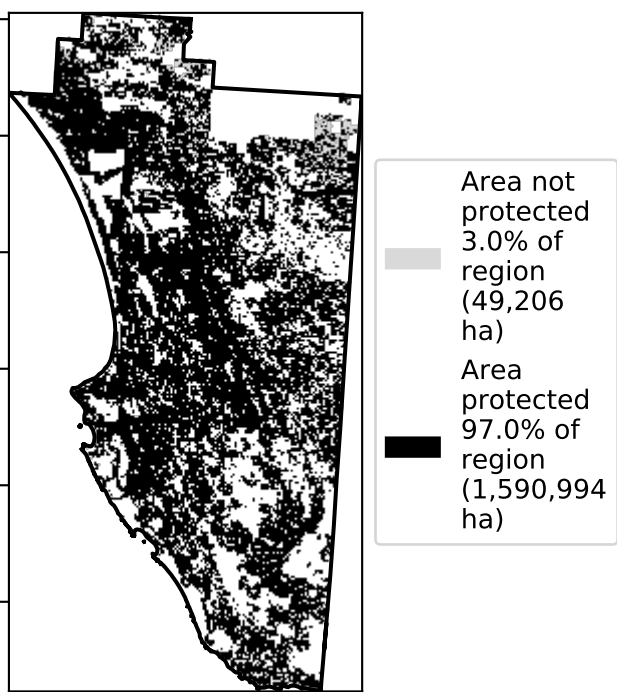 Area not
protected
3.0% of
region
(49,206
ha)
Area
protected
97.0% of
region
(1,590,994
ha)